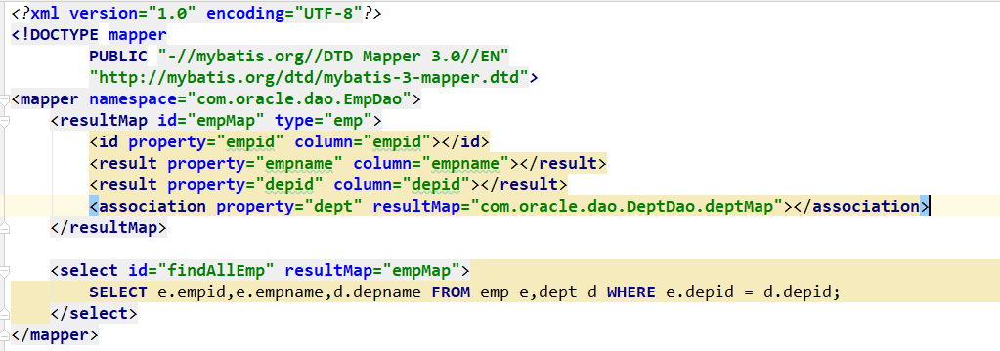 <?xml version="1.0" encoding="UTF-8"?>
<!DOCTYPE mapper
        PUBLIC "-//mybatis.org//DTD Mapper 3.0//EN"
        "http://mybatis.org/dtd/mybatis-3-mapper.dtd">
<mapper namespace="com.oracle.dao.EmpDao">
    <resultMap id="empMap" type="emp">
        <id property="empid" column="empid"></id>
        <result property="empname" column="empname"></result>
        <result property="depid" column="depid"></result>
        <association property="dept" resultMap="com.oracle.dao.DeptDao.deptMap"></association>
    </resultMap>

    <select id="findAllEmp" resultMap="empMap">
        SELECT e.empid,e.empname,d.depname FROM emp e,dept d WHERE e.depid = d.depid;
    </select>
</mapper>